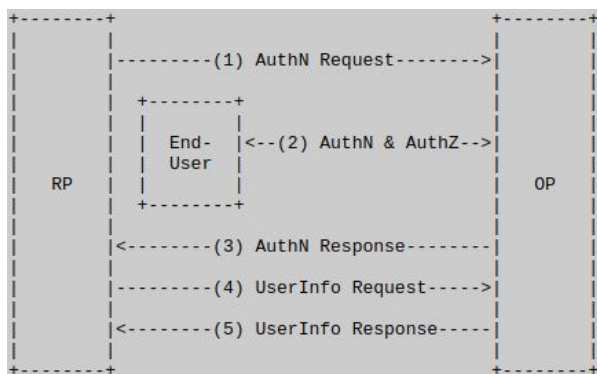 +--------+                                   +--------+
|        |                                   |        |
|        |---------(1) AuthN Request-------->|        |
|        |                                   |        |
|        |  +--------+                       |        |
|        |  |        |                       |        |
|        |  |  End-  |<--(2) AuthN & AuthZ-->|        |
|        |  |  User  |                       |        |
|   RP   |  |        |                       |   OP   |
|        |  +--------+                       |        |
|        |                                   |        |
|        |<--------(3) AuthN Response--------|        |
|        |                                   |        |
|        |---------(4) UserInfo Request----->|        |
|        |                                   |        |
|        |<--------(5) UserInfo Response-----|        |
|        |                                   |        |
+--------+                                   +--------+